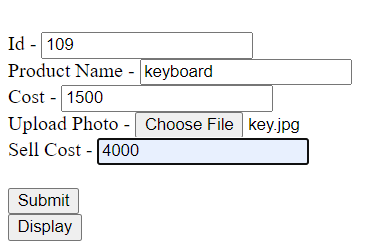 Id - 109
Product Name - keyboard
Cost - 1500
Upload Photo - Choose File key.jpg
Sell Cost - 4000
Submit
Display